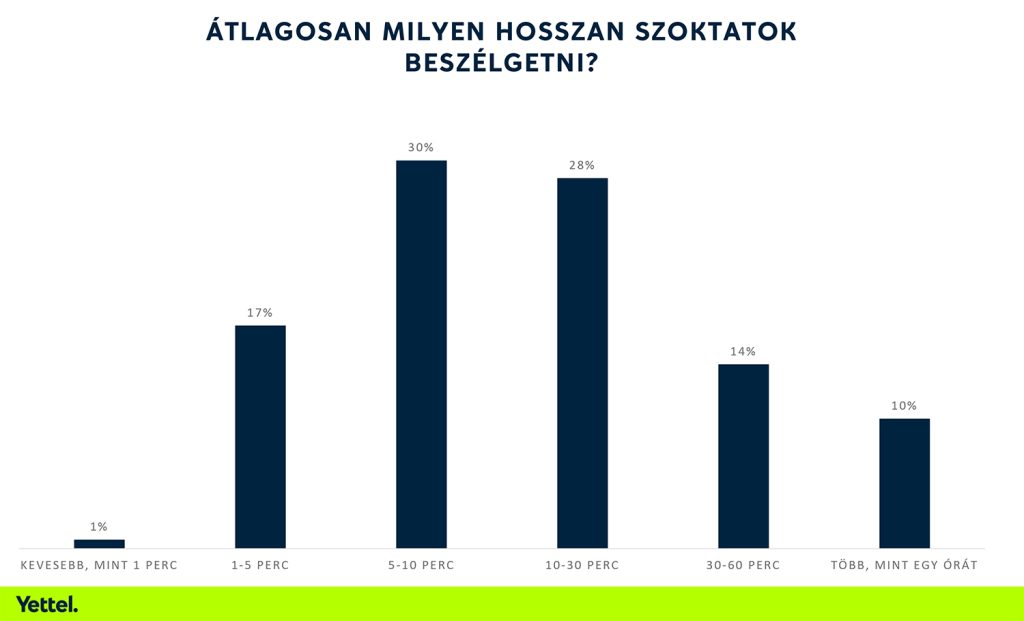 ÁTLAGOSAN MILYEN HOSSZAN SZOKTATOK
BESZÉLGETNI?
30%
28%
17%
14%
10%
1%
KEVESEBB, MINT 1 PERC
1-5 PERC
5-10 PERC
10-30 PERC
30-60 PERC
TÖBB, MINT EGY ÓRÁT
Yettel.